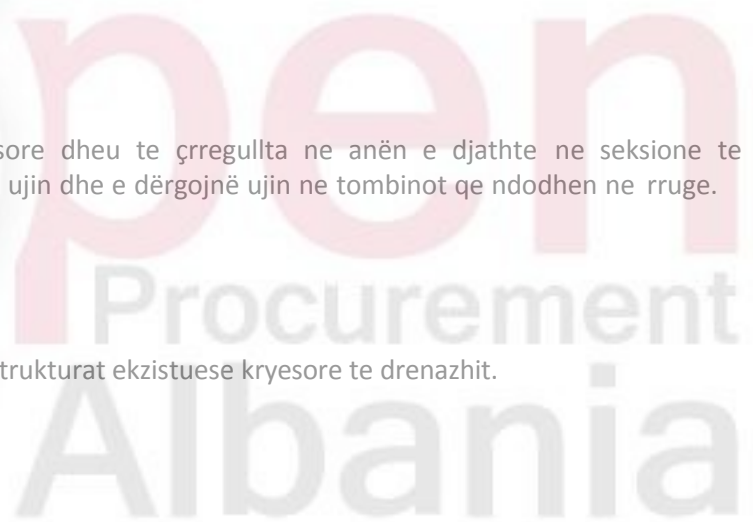 pen
sore dheu te çrregullta ne anën e djathte ne seksione te
ujin dhe e dërgojnë ujin ne tombinot qe ndodhen ne rruge.
Procurement
trukturat ekzistuese kryesore te drenazhit.
Albania